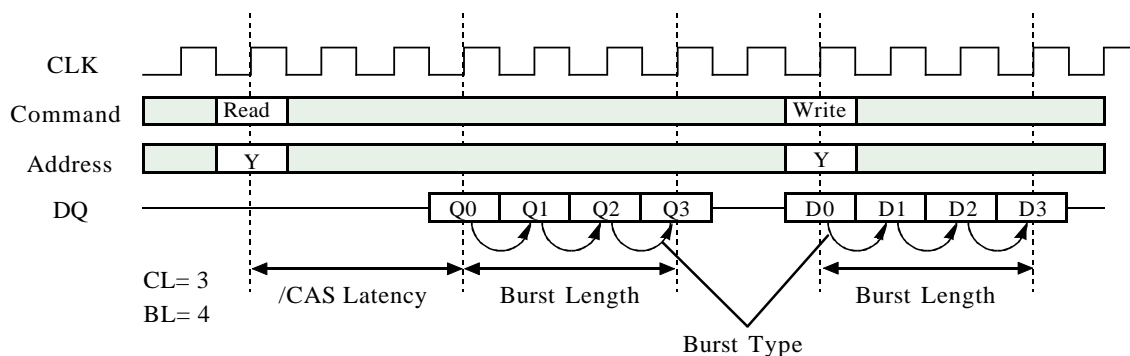 CLK
Command Read Write
Address Y Y
DQ Q0 Q1 Q2 Q3 D0 D1 D2 D3
CL= 3
/CAS Latency Burst Length Burst Length
BL= 4
Burst Type